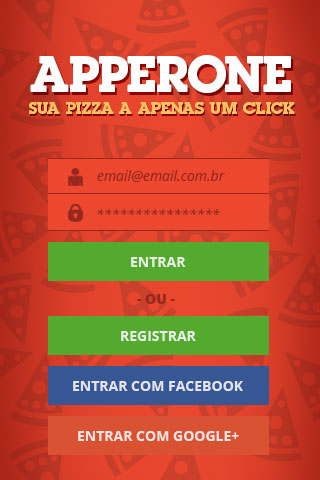 APPERONE
SUA PIZZA A APENAS UM CLICK
email@email.com.br
****************
ENTRAR
- OU -
REGISTRAR
ENTRAR COM FACEBOOK
ENTRAR COM GOOGLE+